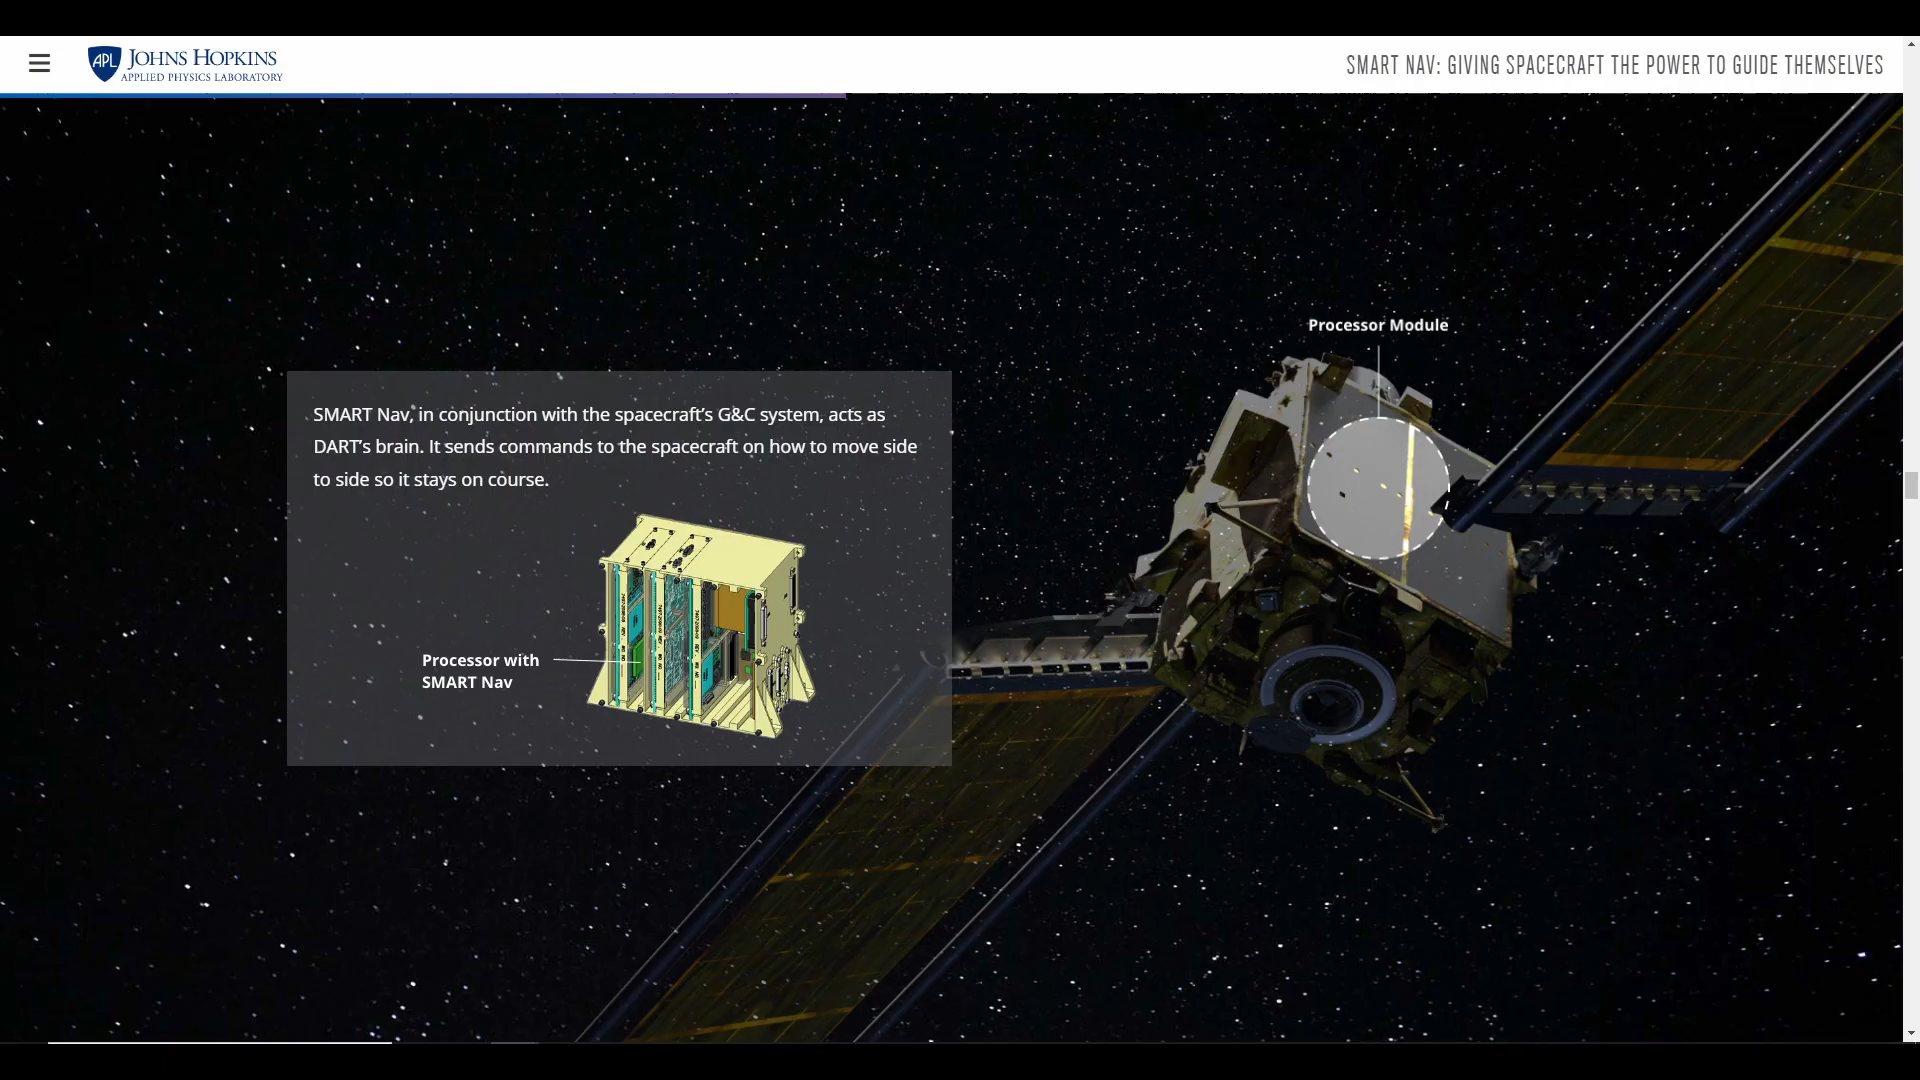 APL JOHNS HOPKINS
APPLIED PHYSICS LABORATORY
SMART NAV: GIVING SPACECRAFT THE POWER TO GUIDE THEMSELVES
Processor Module
SMART Nav, in conjunction with the spacecraft’s G&C system, acts as
DART’s brain. It sends commands to the spacecraft on how to move side
to side so it stays on course.
Processor with
SMART Nav